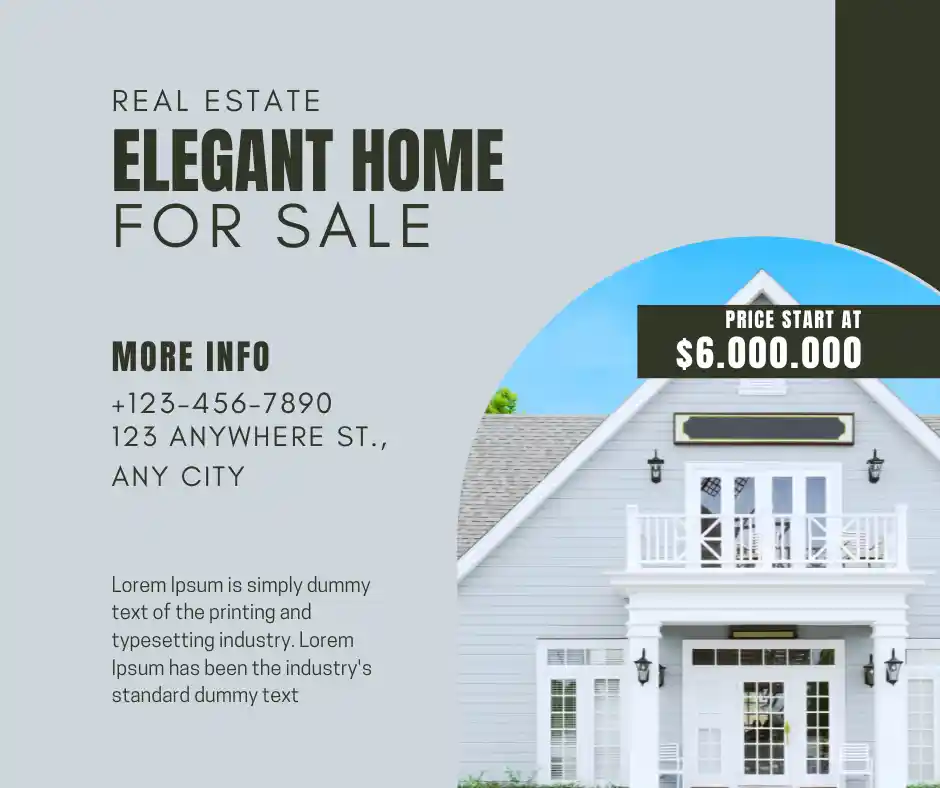 REAL ESTATE
ELEGANT HOME
FOR SALE
PRICE START AT
$6.000.000
MORE INFO
+123-456-7890
123 ANYWHERE ST.,
ANY CITY
Lorem Ipsum is simply dummy
text of the printing and
typesetting industry. Lorem
Ipsum has been the industry's
standard dummy text